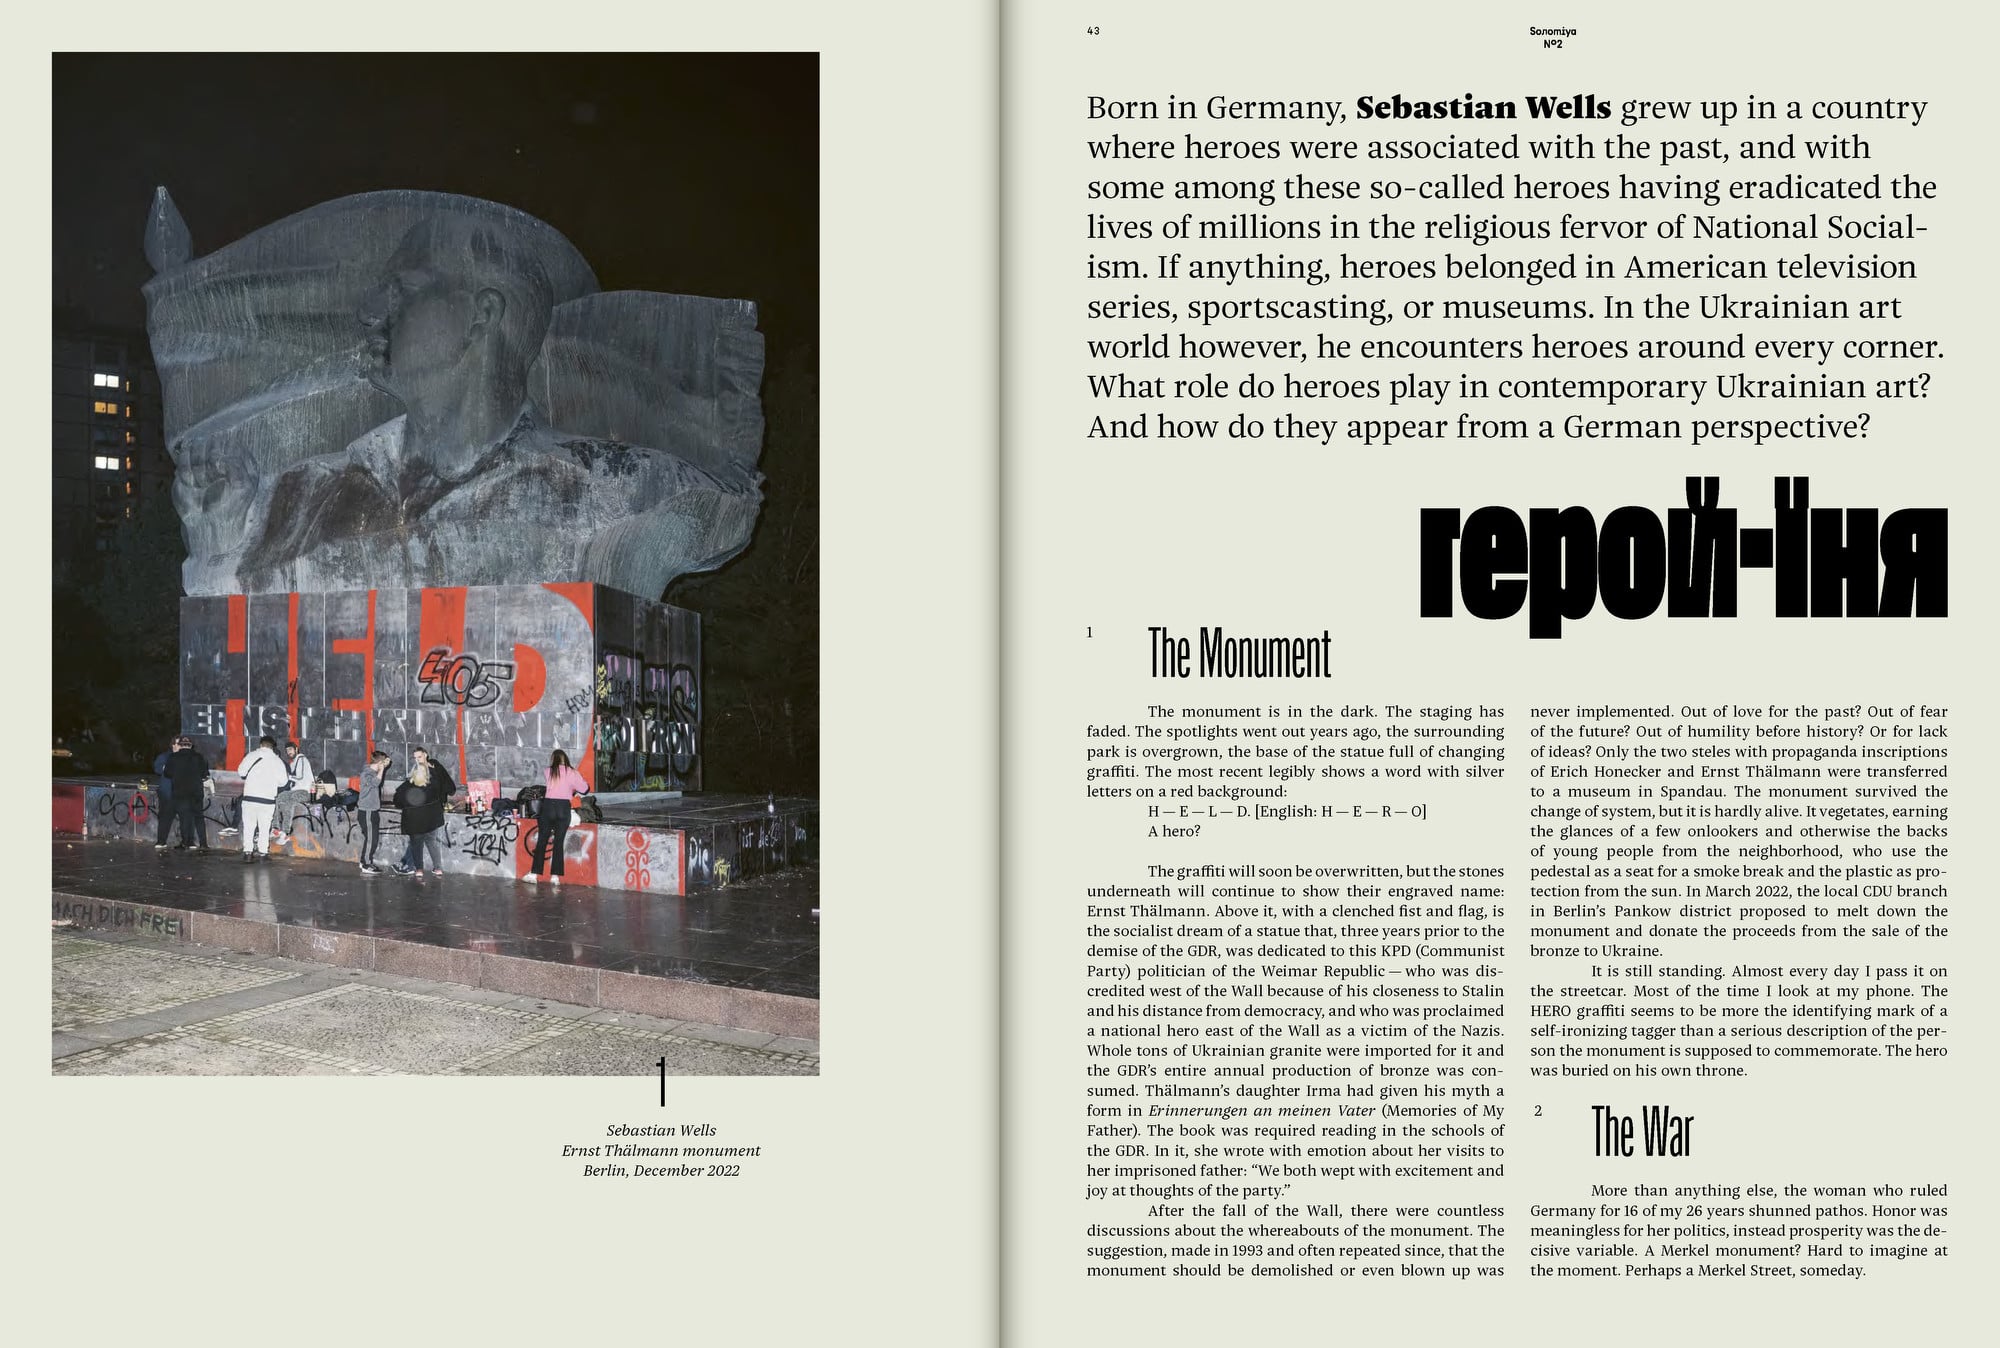 HELD
405
ERNST THÄLMANN
MACH DICH FREI
Die
ist die
von
1
Sebastian Wells
Ernst Thälmann monument
Berlin, December 2022
43
Solomiya
Nº2
Born in Germany, Sebastian Wells grew up in a country
where heroes were associated with the past, and with
some among these so-called heroes having eradicated the
lives of millions in the religious fervor of National Social-
ism. If anything, heroes belonged in American television
series, sportscasting, or museums. In the Ukrainian art
world however, he encounters heroes around every corner.
What role do heroes play in contemporary Ukrainian art?
And how do they appear from a German perspective?
герой-їня
1
The Monument
The monument is in the dark. The staging has
faded. The spotlights went out years ago, the surrounding
park is overgrown, the base of the statue full of changing
graffiti. The most recent legibly shows a word with silver
letters on a red background:
H — E — L — D. [English: H — E — R — O]
A hero?
The graffiti will soon be overwritten, but the stones
underneath will continue to show their engraved name:
Ernst Thälmann. Above it, with a clenched fist and flag, is
the socialist dream of a statue that, three years prior to the
demise of the GDR, was dedicated to this KPD (Communist
Party) politician of the Weimar Republic — who was dis-
credited west of the Wall because of his closeness to Stalin
and his distance from democracy, and who was proclaimed
a national hero east of the Wall as a victim of the Nazis.
Whole tons of Ukrainian granite were imported for it and
the GDR’s entire annual production of bronze was con-
sumed. Thälmann’s daughter Irma had given his myth a
form in Erinnerungen an meinen Vater (Memories of My
Father). The book was required reading in the schools of
the GDR. In it, she wrote with emotion about her visits to
her imprisoned father: “We both wept with excitement and
joy at thoughts of the party.”
After the fall of the Wall, there were countless
discussions about the whereabouts of the monument. The
suggestion, made in 1993 and often repeated since, that the
monument should be demolished or even blown up was
never implemented. Out of love for the past? Out of fear
of the future? Out of humility before history? Or for lack
of ideas? Only the two steles with propaganda inscriptions
of Erich Honecker and Ernst Thälmann were transferred
to a museum in Spandau. The monument survived the
change of system, but it is hardly alive. It vegetates, earning
the glances of a few onlookers and otherwise the backs
of young people from the neighborhood, who use the
pedestal as a seat for a smoke break and the plastic as pro-
tection from the sun. In March 2022, the local CDU branch
in Berlin’s Pankow district proposed to melt down the
monument and donate the proceeds from the sale of the
bronze to Ukraine.
It is still standing. Almost every day I pass it on
the streetcar. Most of the time I look at my phone. The
HERO graffiti seems to be more the identifying mark of a
self-ironizing tagger than a serious description of the per-
son the monument is supposed to commemorate. The hero
was buried on his own throne.
2
The War
More than anything else, the woman who ruled
Germany for 16 of my 26 years shunned pathos. Honor was
meaningless for her politics, instead prosperity was the de-
cisive variable. A Merkel monument? Hard to imagine at
the moment. Perhaps a Merkel Street, someday.